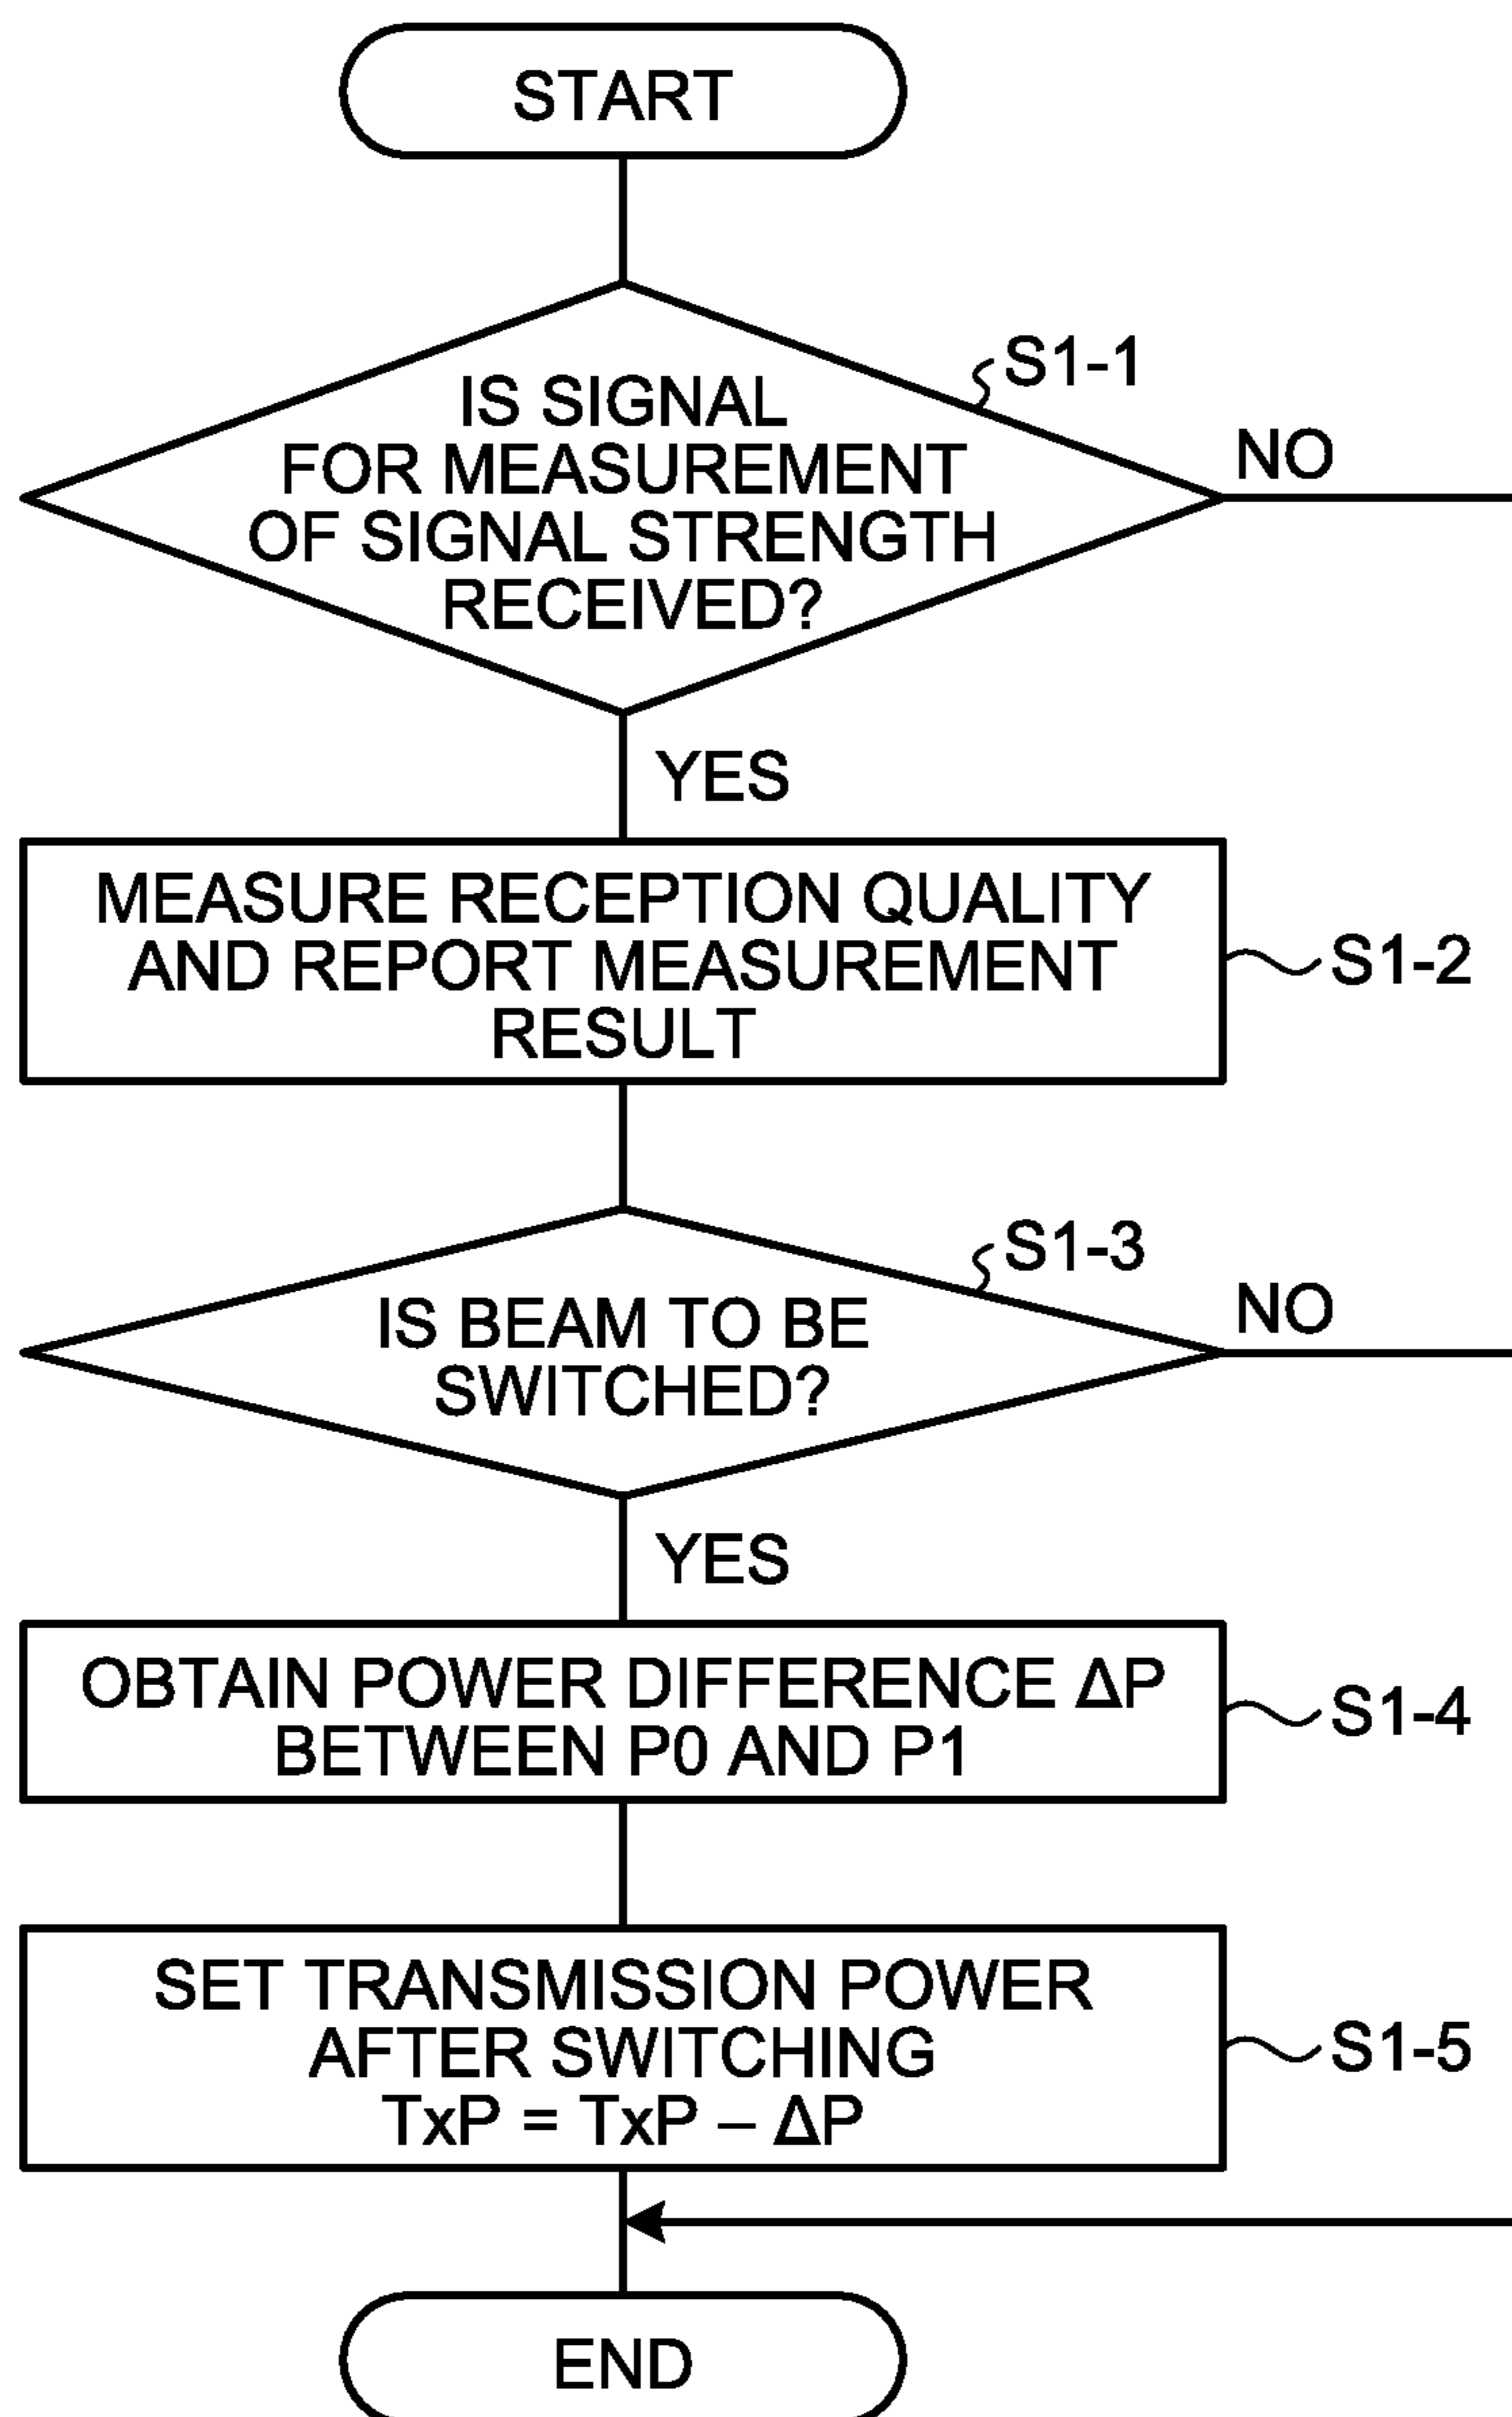 START
IS SIGNAL
FOR MEASUREMENT
OF SIGNAL STRENGTH
RECEIVED?
S1-1
NO
YES
MEASURE RECEPTION QUALITY
AND REPORT MEASUREMENT
RESULT
S1-2
IS BEAM TO BE
SWITCHED?
S1-3
NO
YES
OBTAIN POWER DIFFERENCE ΔP
BETWEEN P0 AND P1
S1-4
SET TRANSMISSION POWER
AFTER SWITCHING
TxP = TxP – ΔP
S1-5
END